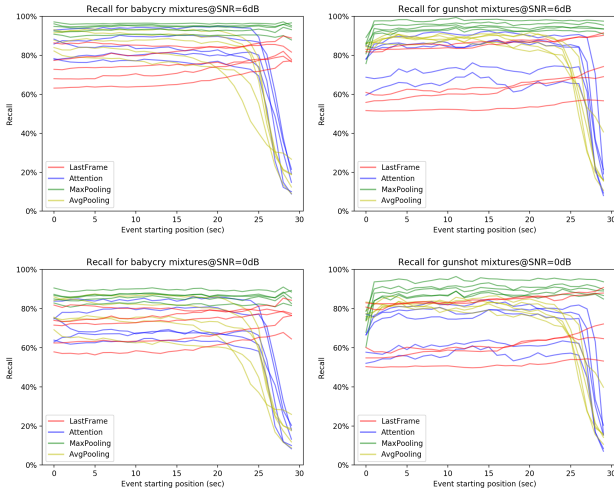 Recall for babycry mixtures@SNR=6dB
100%
80%
60%
40%
20%
0%
Recall
0 5 10 15 20 25 30
Event starting position (sec)
LastFrame
Attention
MaxPooling
AvgPooling
Recall for gunshot mixtures@SNR=6dB
100%
80%
60%
40%
20%
0%
Recall
0 5 10 15 20 25 30
Event starting position (sec)
LastFrame
Attention
MaxPooling
AvgPooling
Recall for babycry mixtures@SNR=0dB
100%
80%
60%
40%
20%
0%
Recall
0 5 10 15 20 25 30
Event starting position (sec)
LastFrame
Attention
MaxPooling
AvgPooling
Recall for gunshot mixtures@SNR=0dB
100%
80%
60%
40%
20%
0%
Recall
0 5 10 15 20 25 30
Event starting position (sec)
LastFrame
Attention
MaxPooling
AvgPooling